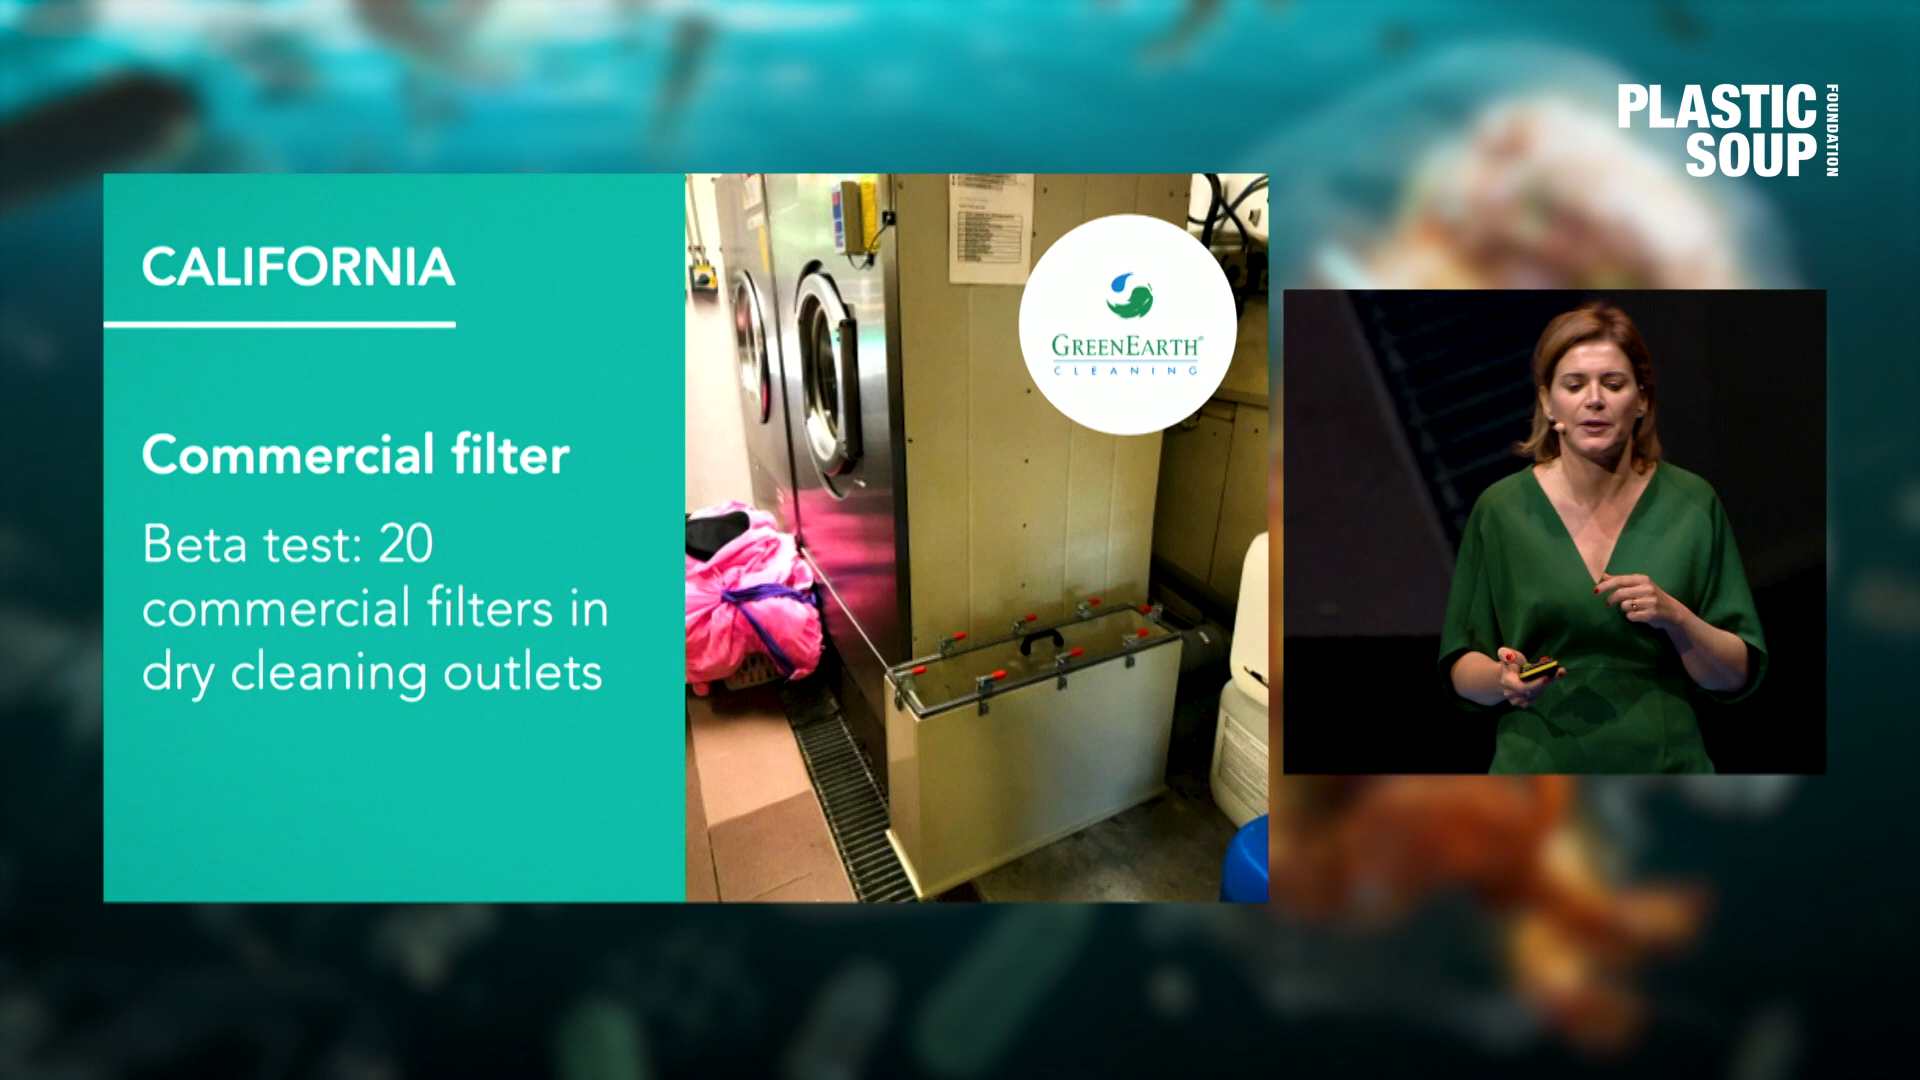 PLASTIC
SOUP
FOUNDATION
CALIFORNIA
Commercial filter
Beta test: 20
commercial filters in
dry cleaning outlets
GREENEARTH®
CLEANING